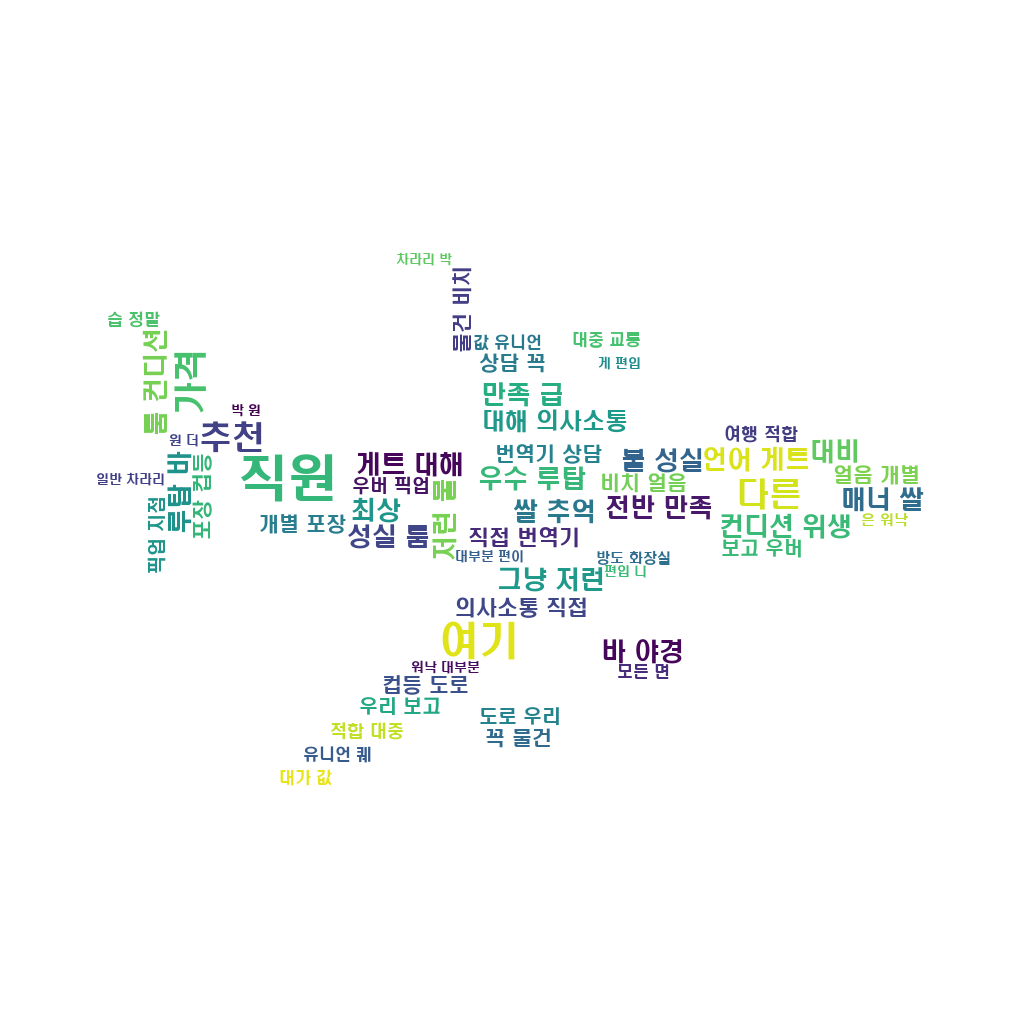 차라리 박
물건 비치
습 정말
값 유니언
대중 교통
룸 컨디션
가격
상담 꼭
게 편입
만족 급
박 원
대해 의사소통
추천
원 더
여행 적합
번역기 상담
불 성실
언어 게트
대비
루탑 바
포장 컵등
직원
게트 대해
우수 루탑
일반 차라리
우버 픽업
물
비치 얼음
얼음 개별
다른
매너 쌀
최상
쌀 추억
전반 만족
픽업 지점
개별 포장
은 워낙
컨디션 위생
성실 룸
저런
직접 번역기
보고 우버
대부분 편이
방도 화장실
그냥 저런
편입 니
의사소통 직접
여기
바 야경
워낙 대부분
모든 면
컵등 도로
우리 보고
도로 우리
적합 대중
꼭 물건
유니언 퀘
대가 값